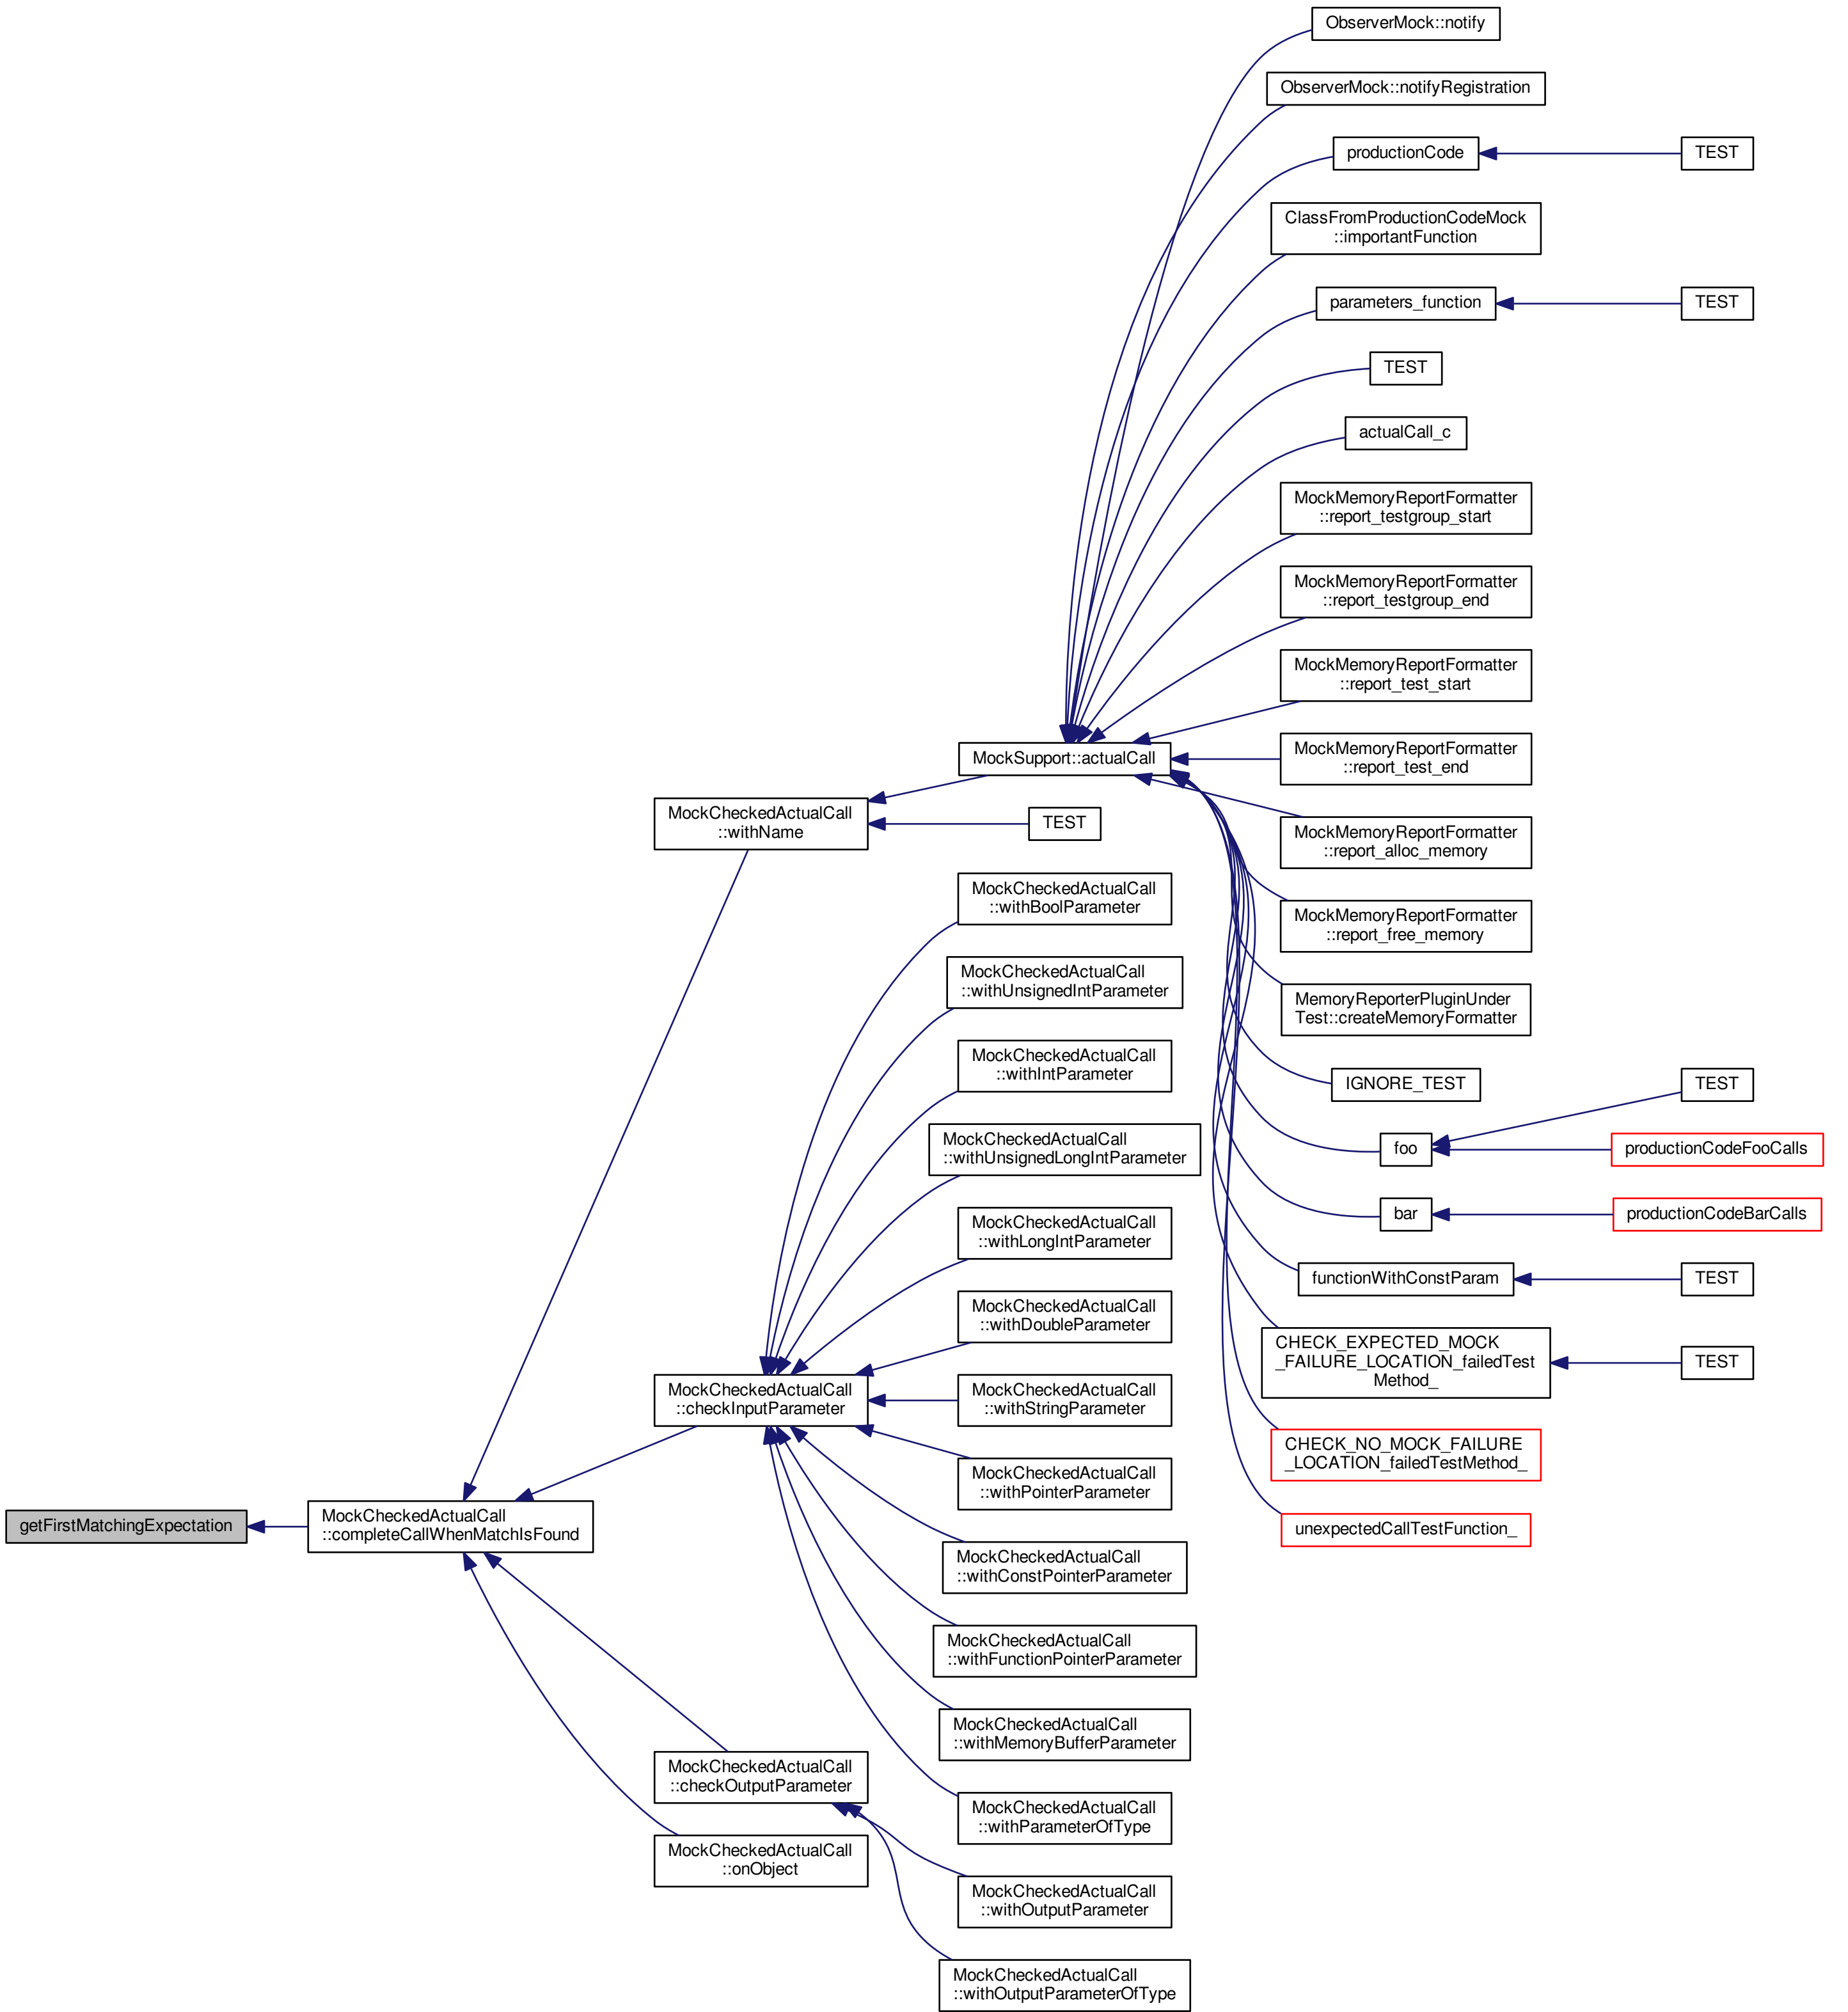 ObserverMock::notify
ObserverMock::notifyRegistration
productionCode
TEST
ClassFromProductionCodeMock
::importantFunction
parameters_function
TEST
TEST
actualCall_c
MockMemoryReportFormatter
::report_testgroup_start
MockMemoryReportFormatter
::report_testgroup_end
MockMemoryReportFormatter
::report_test_start
MockSupport::actualCall
MockMemoryReportFormatter
::report_test_end
MockCheckedActualCall
::withName
TEST
MockMemoryReportFormatter
::report_alloc_memory
MockCheckedActualCall
::withBoolParameter
MockMemoryReportFormatter
::report_free_memory
MockCheckedActualCall
::withUnsignedIntParameter
MemoryReporterPluginUnder
Test::createMemoryFormatter
MockCheckedActualCall
::withIntParameter
IGNORE_TEST
TEST
MockCheckedActualCall
::withUnsignedLongIntParameter
foo
productionCodeFooCalls
MockCheckedActualCall
::withLongIntParameter
bar
productionCodeBarCalls
MockCheckedActualCall
::withDoubleParameter
functionWithConstParam
TEST
MockCheckedActualCall
::checkInputParameter
MockCheckedActualCall
::withStringParameter
CHECK_EXPECTED_MOCK
_FAILURE_LOCATION_failedTest
Method_
TEST
MockCheckedActualCall
::withPointerParameter
CHECK_NO_MOCK_FAILURE
_LOCATION_failedTestMethod_
getFirstMatchingExpectation
MockCheckedActualCall
::completeCallWhenMatchIsFound
unexpectedCallTestFunction_
MockCheckedActualCall
::withConstPointerParameter
MockCheckedActualCall
::withFunctionPointerParameter
MockCheckedActualCall
::withMemoryBufferParameter
MockCheckedActualCall
::checkOutputParameter
MockCheckedActualCall
::withParameterOfType
MockCheckedActualCall
::onObject
MockCheckedActualCall
::withOutputParameter
MockCheckedActualCall
::withOutputParameterOfType